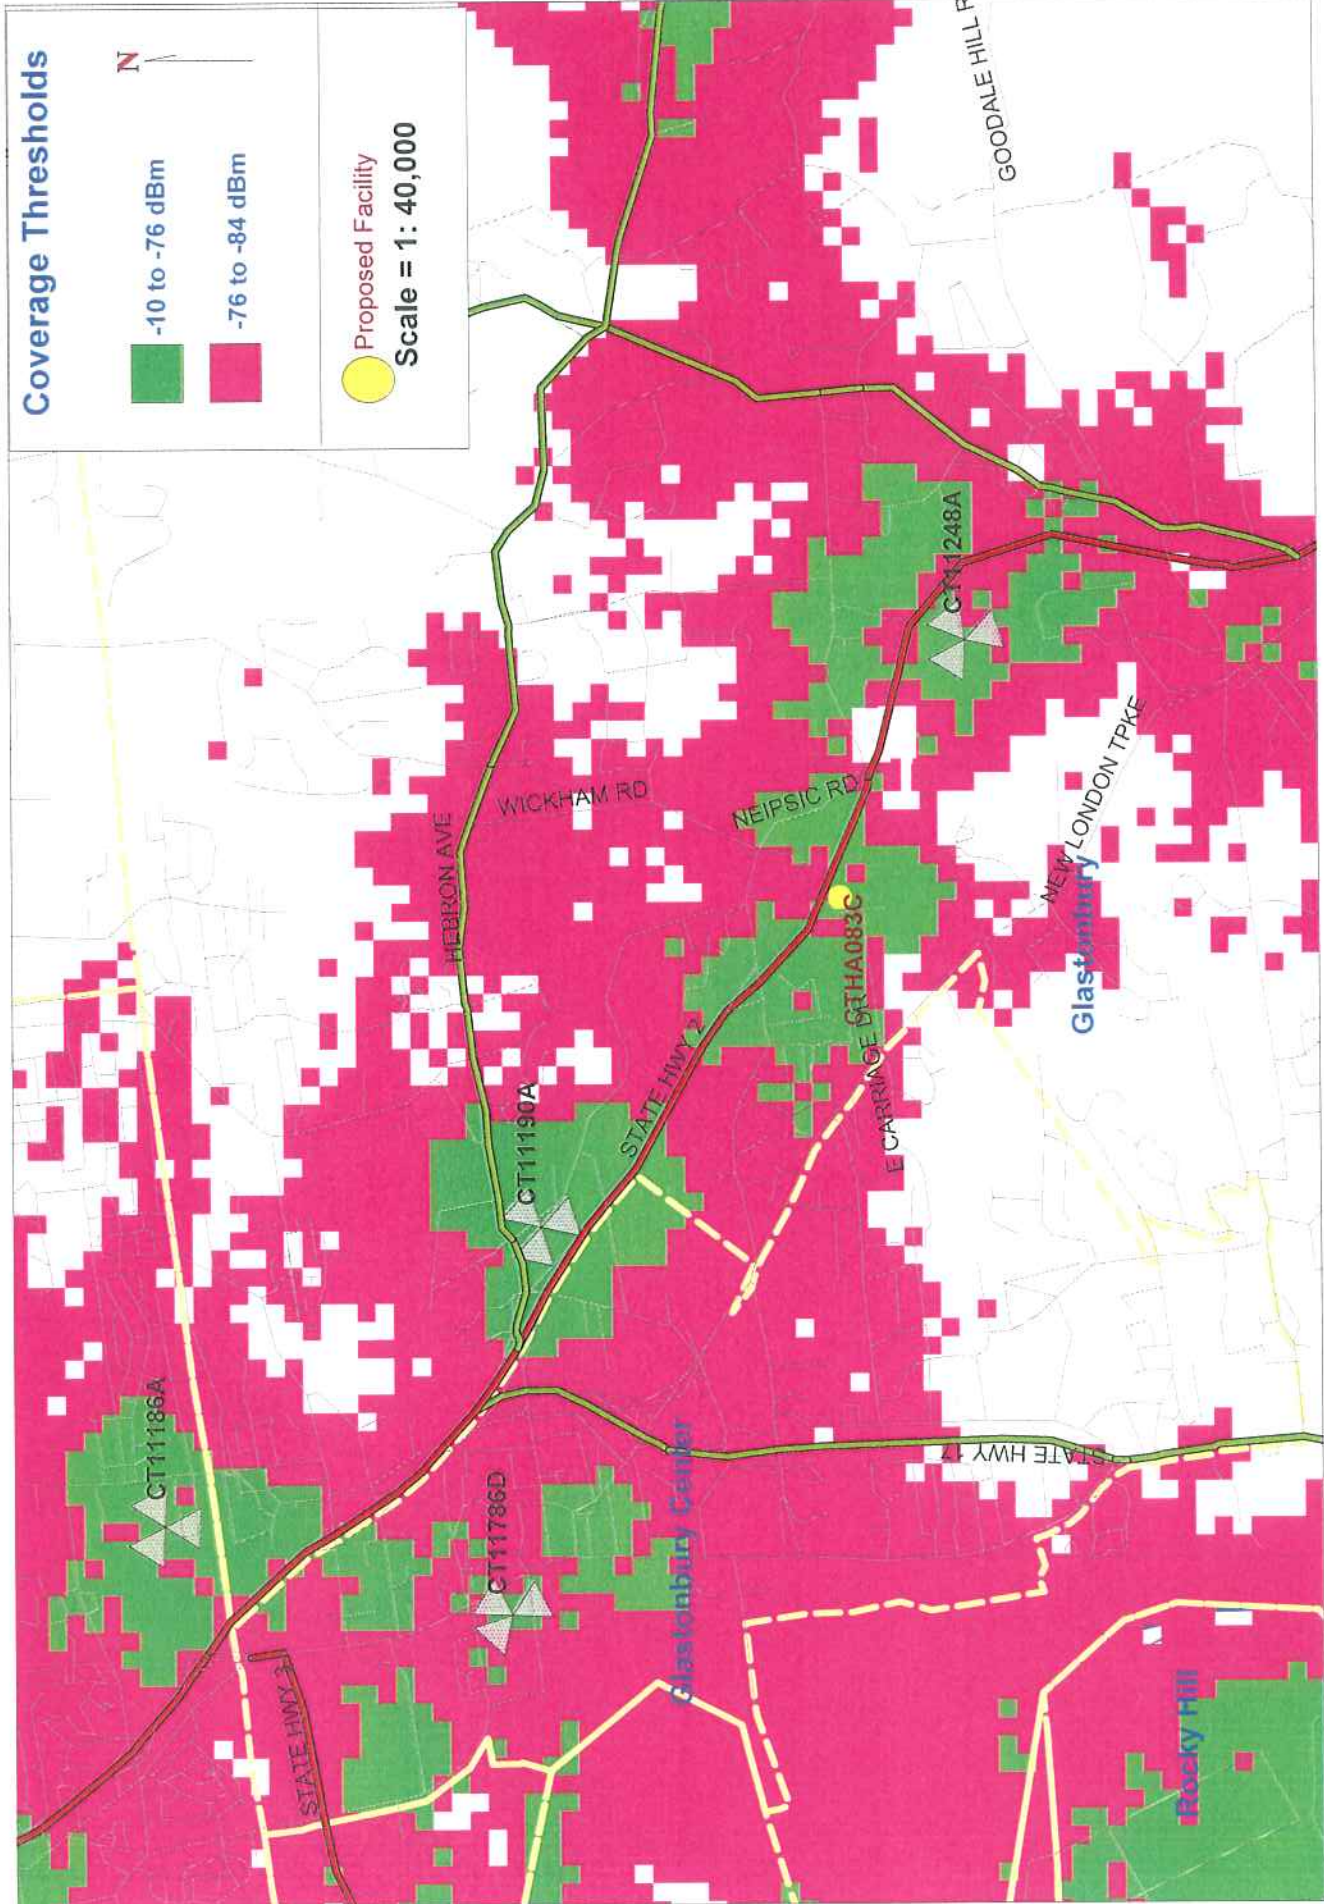 Coverage Thresholds
N
-10 to -76 dBm
-76 to -84 dBm
Proposed Facility
Scale = 1: 40,000
CT11186A
CT11786D
CT11190A
CT11248A
CTHA083C
HEBRON AVE
WICKHAM RD
NEIPSIC RD
STATE HWY 2
STATE HWY 3
STATE HWY 17
E CARRIAGE DR
NEW LONDON TPKE
GOODALE HILL R
Glastonbury Center
Glastonbury
Rocky Hill